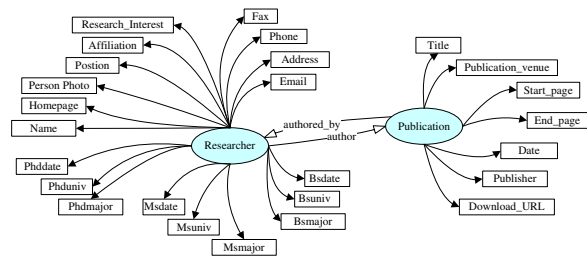 Fax
Research_Interest
Phone
Affiliation
Address
Postion
Email
Person Photo
Homepage
Name
Title
Publication_venue
Start_page
End_page
Date
Publisher
Download_URL
authored_by
author
Researcher
Publication
Phddate
Phduniv
Phdmajor
Msdate
Msuniv
Msmajor
Bsdate
Bsuniv
Bsmajor